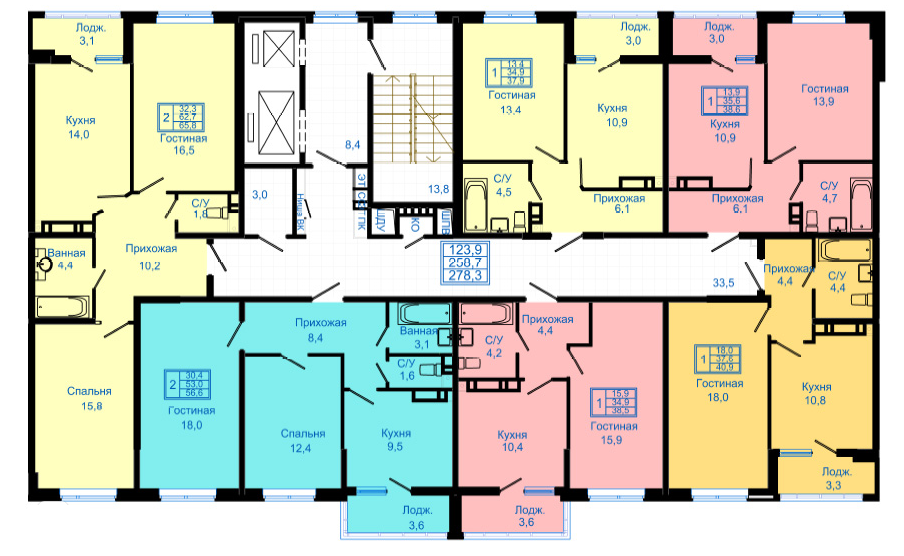 Лодж.
3,1
Кухня
14,0
2
32,3
62,7
65,8
Гостиная
16,5
С/У
1,8
Ванная
4,4
Прихожая
10,2
Спальня
15,8
8,4
3,0
13,8
Ниша ВК
ЭТ
СС
ПК
ЩДУ
КО
123,9
258,7
278,3
33,5
1
13,4
34,9
37,9
Гостиная
13,4
Лодж.
3,0
Кухня
10,9
С/У
4,5
Прихожая
6.1
Лодж.
3,0
1
13,9
35,6
38,6
Кухня
10,9
Гостиная
13,9
Прихожая
6.1
С/У
4,7
2
30,4
53,0
56,6
Гостиная
18,0
Прихожая
8,4
Ванная
3,1
С/У
1,6
Спальня
12,4
Кухня
9,5
Лодж.
3,6
С/У
4,2
Прихожая
4,4
1
15,9
34,9
38,5
Гостиная
15,9
Кухня
10,4
Лодж.
3,6
1
18,0
37,6
40,9
Гостиная
18,0
Прихожая
4,4
С/У
4,4
Кухня
10,8
Лодж.
3,3